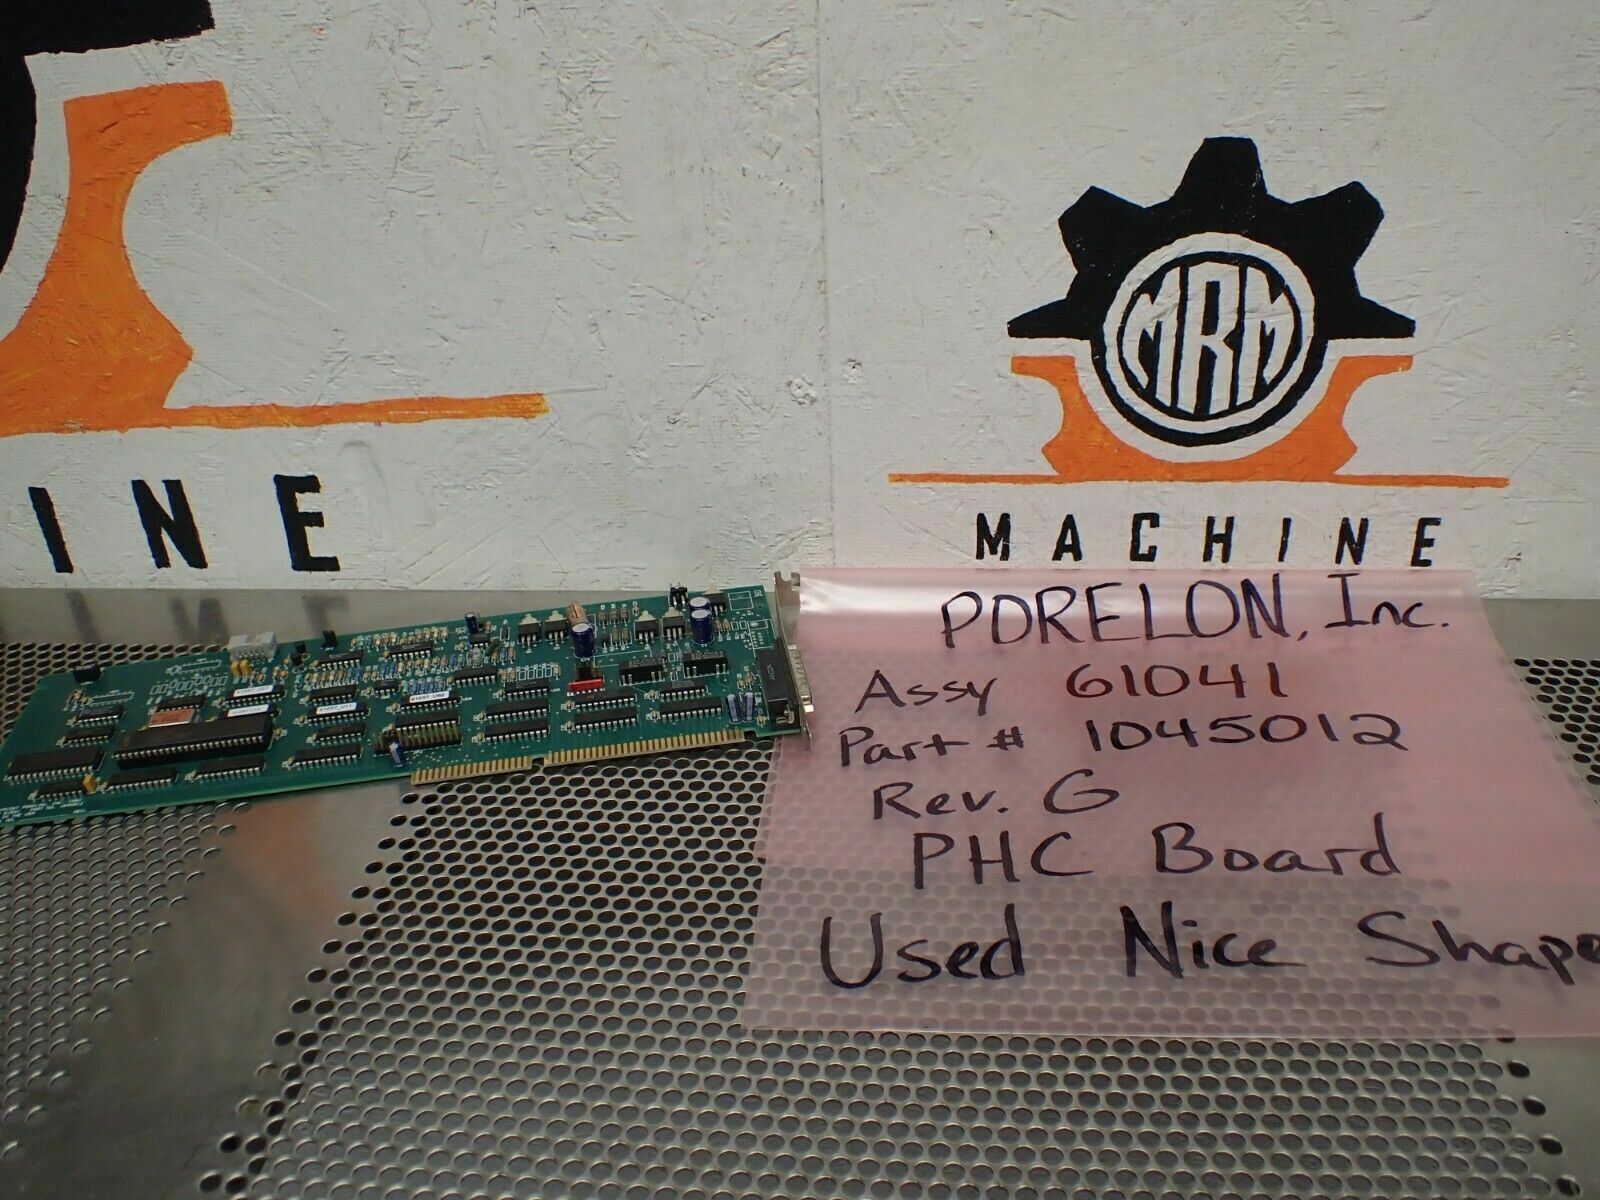 MRM
MACHINE
INE
PORELON, Inc.
Assy 61041
Part # 1045012
Rev. G
PHC Board
Used Nice Shape